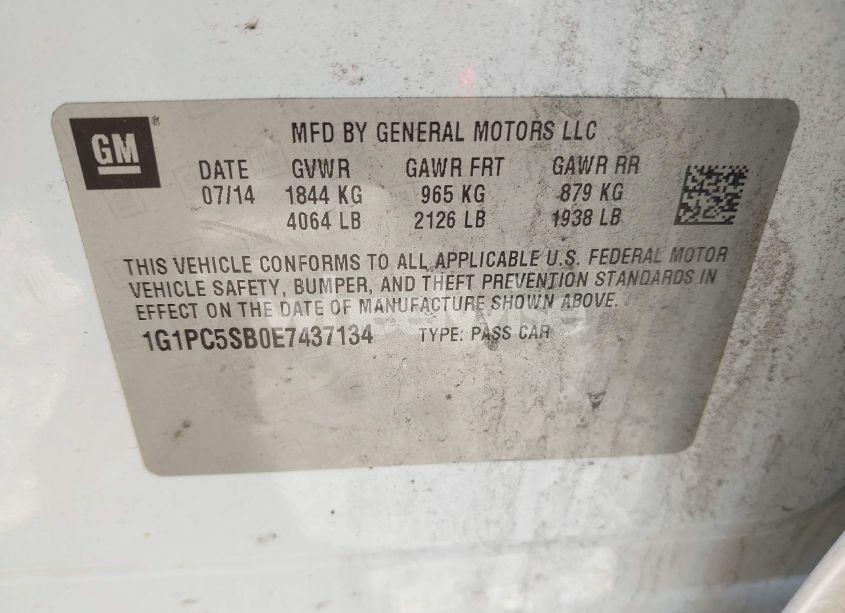 GM®
MFD BY GENERAL MOTORS LLC
DATE GVWR GAWR FRT GAWR RR
07/14 1844 KG 965 KG 879 KG
4064 LB 2126 LB 1938 LB
THIS VEHICLE CONFORMS TO ALL APPLICABLE U.S. FEDERAL MOTOR
VEHICLE SAFETY, BUMPER, AND THEFT PREVENTION STANDARDS IN
EFFECT ON THE DATE OF MANUFACTURE SHOWN ABOVE.
1G1PC5SB0E7437134 TYPE: PASS CAR